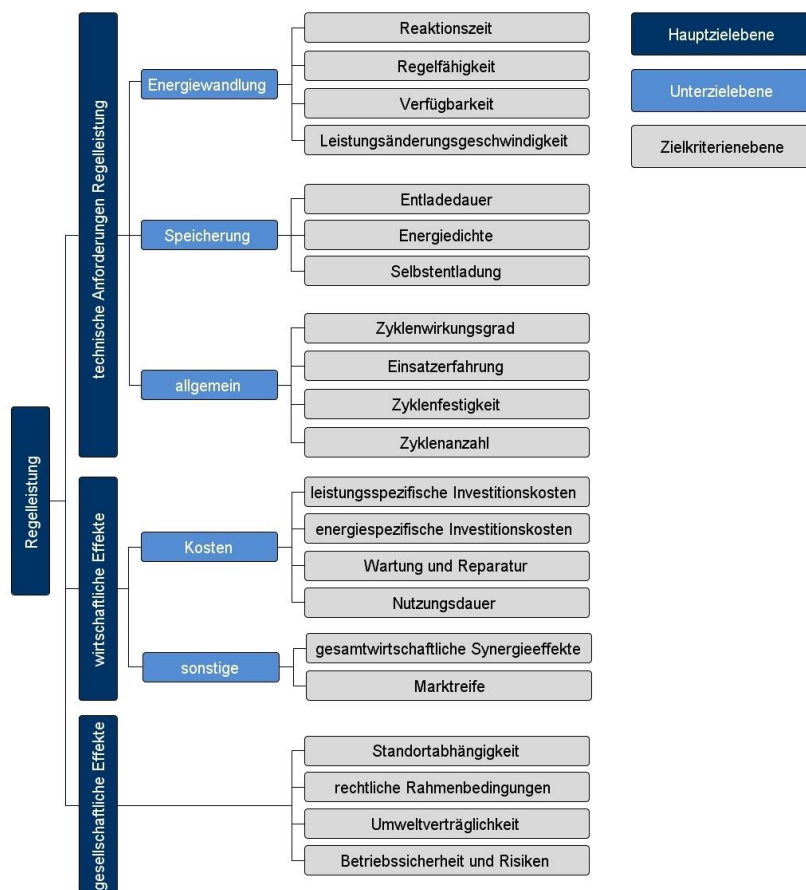 Regelleistung
technische Anforderungen Regelleistung
Energiewandlung
Reaktionszeit
Regelfähigkeit
Verfügbarkeit
Leistungsänderungsgeschwindigkeit
Speicherung
Entladedauer
Energiedichte
Selbstentladung
allgemein
Zyklenwirkungsgrad
Einsatzerfahrung
Zyklenfestigkeit
Zyklenanzahl
wirtschaftliche Effekte
Kosten
leistungsspezifische Investitionskosten
energiespezifische Investitionskosten
Wartung und Reparatur
Nutzungsdauer
sonstige
gesamtwirtschaftliche Synergieeffekte
Marktreife
gesellschaftliche Effekte
Standortabhängigkeit
rechtliche Rahmenbedingungen
Umweltverträglichkeit
Betriebssicherheit und Risiken
Hauptzielebene
Unterzielebene
Zielkriterienebene